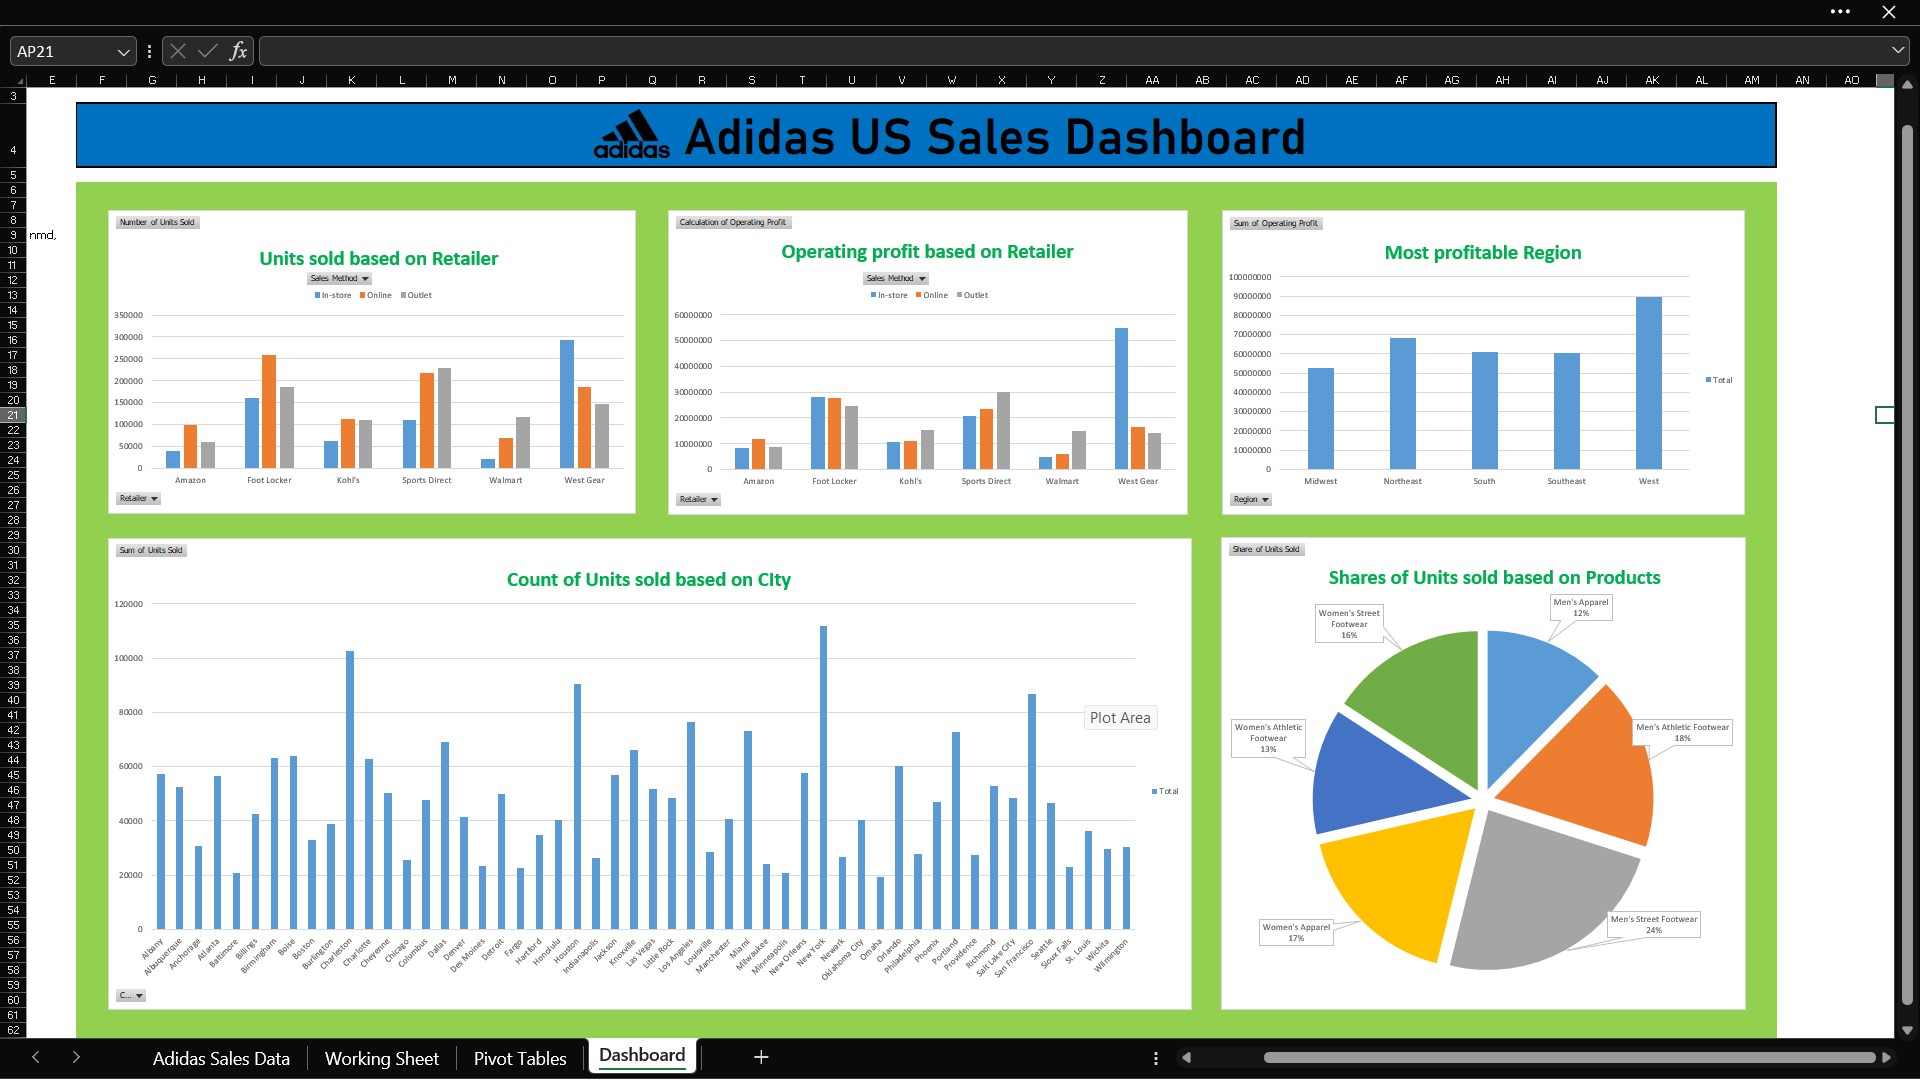 AP21
fx
E F G H I J K L M N O P Q R S T U V W X Y Z AA AB AC AD AE AF AG AH AI AJ AK AL AM AN AO
3
4
5
6
7
8
9
10
11
12
13
14
15
16
17
18
19
20
21
22
23
24
25
26
27
28
29
30
31
32
33
34
35
36
37
38
39
40
41
42
43
44
45
46
47
48
49
50
51
52
53
54
55
56
57
58
59
60
61
62
nmd,
adidas Adidas US Sales Dashboard
Number of Units Sold
Units sold based on Retailer
Sales Method
In-store Online Outlet
350000
300000
250000
200000
150000
100000
50000
0
Amazon Foot Locker Kohl's Sports Direct Walmart West Gear
Retailer
Calculation of Operating Profit
Operating profit based on Retailer
Sales Method
In-store Online Outlet
60000000
50000000
40000000
30000000
20000000
10000000
0
Amazon Foot Locker Kohl's Sports Direct Walmart West Gear
Retailer
Sum of Operating Profit
Most profitable Region
100000000
90000000
80000000
70000000
60000000
50000000
40000000
30000000
20000000
10000000
0
Midwest Northeast South Southeast West
Total
Region
Sum of Units Sold
Count of Units sold based on CIty
120000
100000
80000
60000
40000
20000
0
Albany Albuquerque Anchorage Atlanta Baltimore Billings Birmingham Boise Boston Burlington Charleston Charlotte Cheyenne Chicago Columbus Dallas Denver Des Moines Detroit Fargo Hartford Honolulu Houston Indianapolis Jackson Knoxville Las Vegas Little Rock Los Angeles Louisville Manchester Miami Milwaukee Minneapolis New Orleans New York Newark Oklahoma City Omaha Orlando Philadelphia Phoenix Portland Providence Richmond Salt Lake City San Francisco Seattle Sioux Falls St. Louis Wichita Wilmington
Plot Area
Total
C...
Share of Units Sold
Shares of Units sold based on Products
Men's Apparel
12%
Women's Street
Footwear
16%
Men's Athletic Footwear
18%
Women's Athletic
Footwear
13%
Men's Street Footwear
24%
Women's Apparel
17%
Adidas Sales Data Working Sheet Pivot Tables Dashboard